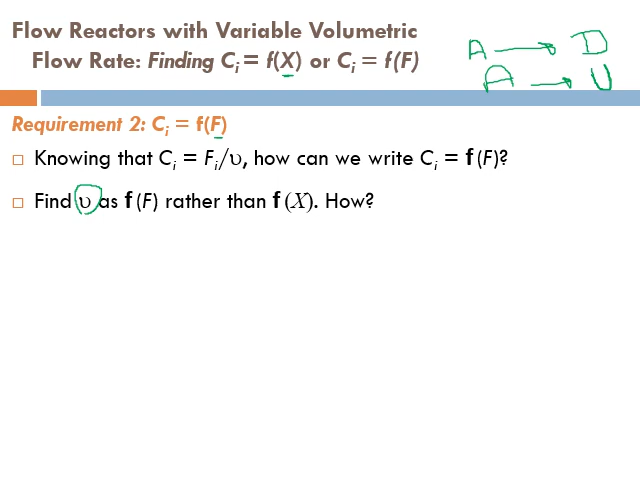 Flow Reactors with Variable Volumetric
Flow Rate: Finding Cᵢ = f(X) or Cᵢ = f(F)
A → D
A → U
Requirement 2: Cᵢ = f(F)
Knowing that Cᵢ = Fᵢ/υ, how can we write Cᵢ = f (F)?
Find υ as f (F) rather than f (X). How?